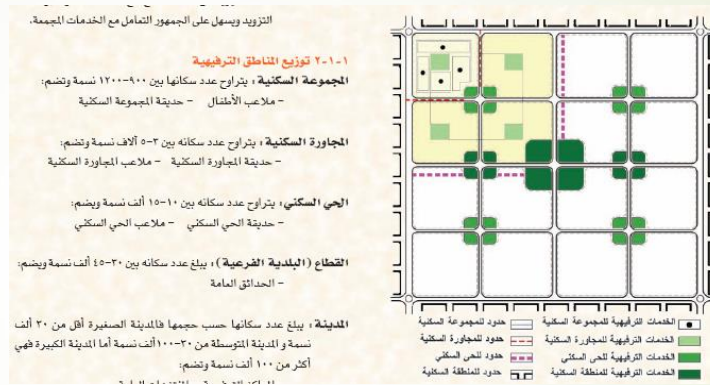 التزويد ويسهل على الجمهور التعامل مع الخدمات المجمعة.
٢-١-١ توزيع المناطق الترفيهية
المجموعة السكنية : يتراوح عدد سكانها بين ٩٠٠-١٢٠٠ نسمة وتضم:
- ملاعب الأطفال - حديقة المجموعة السكنية
المجاورة السكنية : يتراوح عدد سكانه بين ٣-٥ آلاف نسمة وتضم:
- حديقة المجاورة السكنية - ملاعب المجاورة السكنية
الحي السكني : يتراوح عدد سكانه بين ١٠-١٥ ألف نسمة ويضم:
- حديقة الحي السكني - ملاعب الحي السكني
القطاع (البلدية الفرعية) : يبلغ عدد سكانه بين ٣٠-٤٥ ألف نسمة ويضم:
- الحدائق العامة
المدينة : يبلغ عدد سكانها حسب حجمها فالمدينة الصغيرة أقل من ٣٠ ألف
نسمة و المدينة المتوسطة من ٣٠-١٠٠ ألف نسمة أما المدينة الكبيرة فهي
أكثر من ١٠٠ ألف نسمة وتضم:
الخدمات الترفيهية للمجموعة السكنية حدود للمجموعة السكنية
الخدمات الترفيهية للمجاورة السكنية حدود للمجاورة السكنية
الخدمات الترفيهية للحي السكني حدود للحي السكني
الخدمات الترفيهية للمنطقة السكنية حدود للمنطقة السكنية